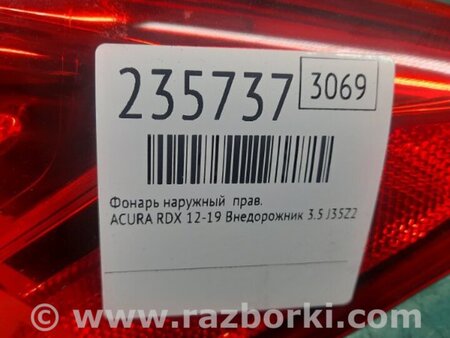 235737 3069
Фонарь наружный прав.
ACURA RDX 12-19 Внедорожник 3.5 J35Z2
www.razborki.com